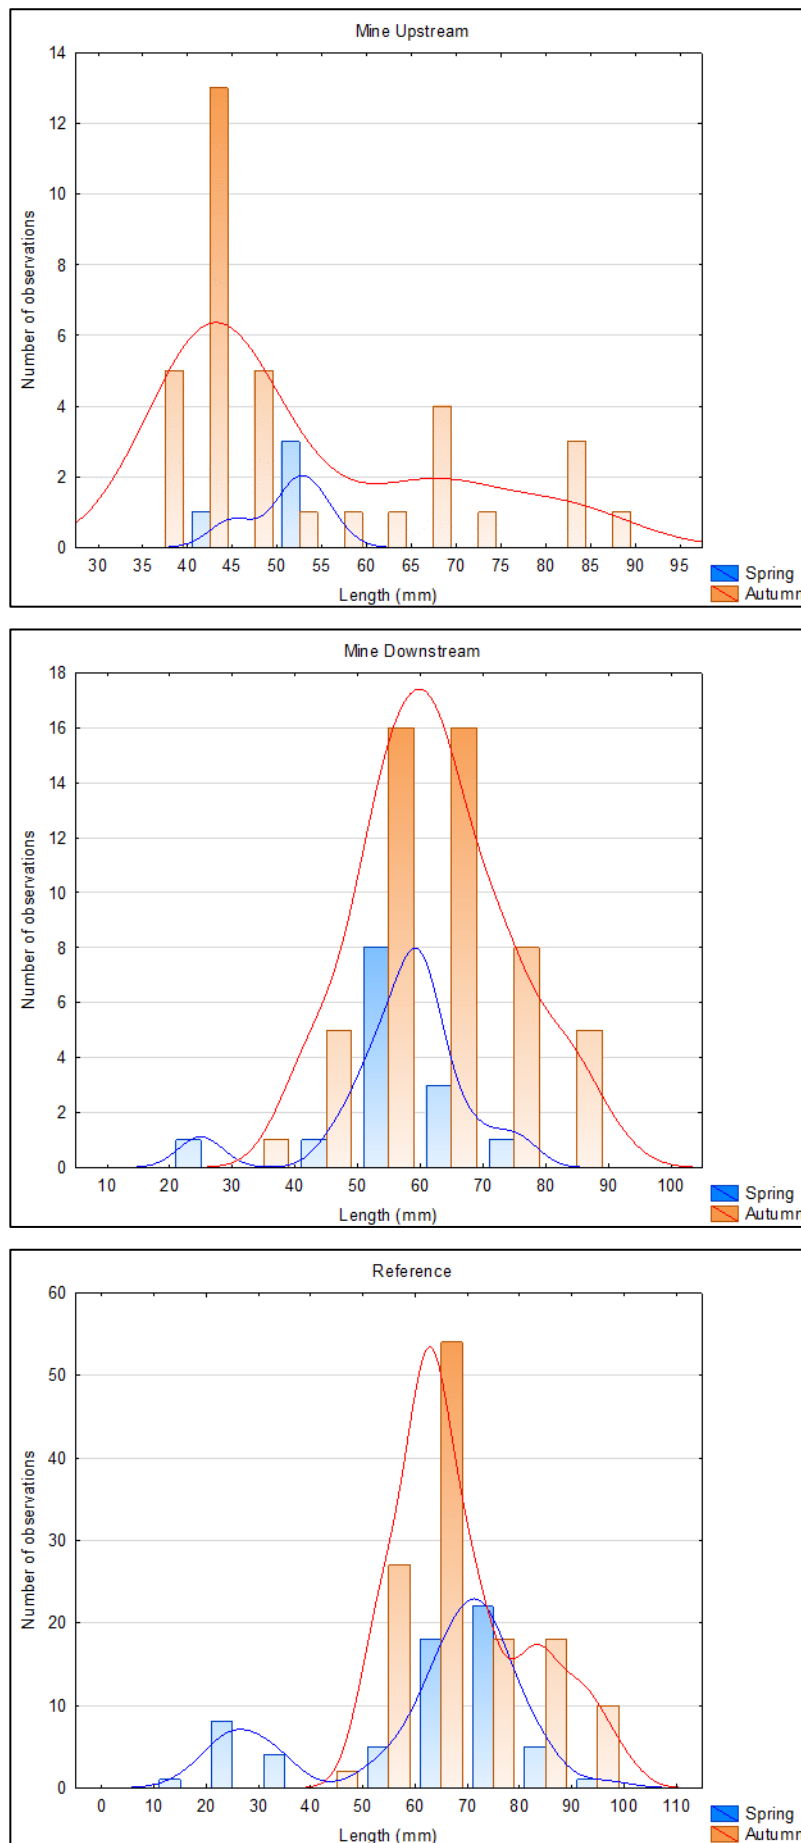 Mine Upstream
14
12
10
8
6
4
2
0
Number of observations
30 35 40 45 50 55 60 65 70 75 80 85 90 95
Length (mm)
Spring
Autumn
Mine Downstream
18
16
14
12
10
8
6
4
2
0
Number of observations
10 20 30 40 50 60 70 80 90 100
Length (mm)
Spring
Autumn
Reference
60
50
40
30
20
10
0
Number of observations
0 10 20 30 40 50 60 70 80 90 100 110
Length (mm)
Spring
Autumn